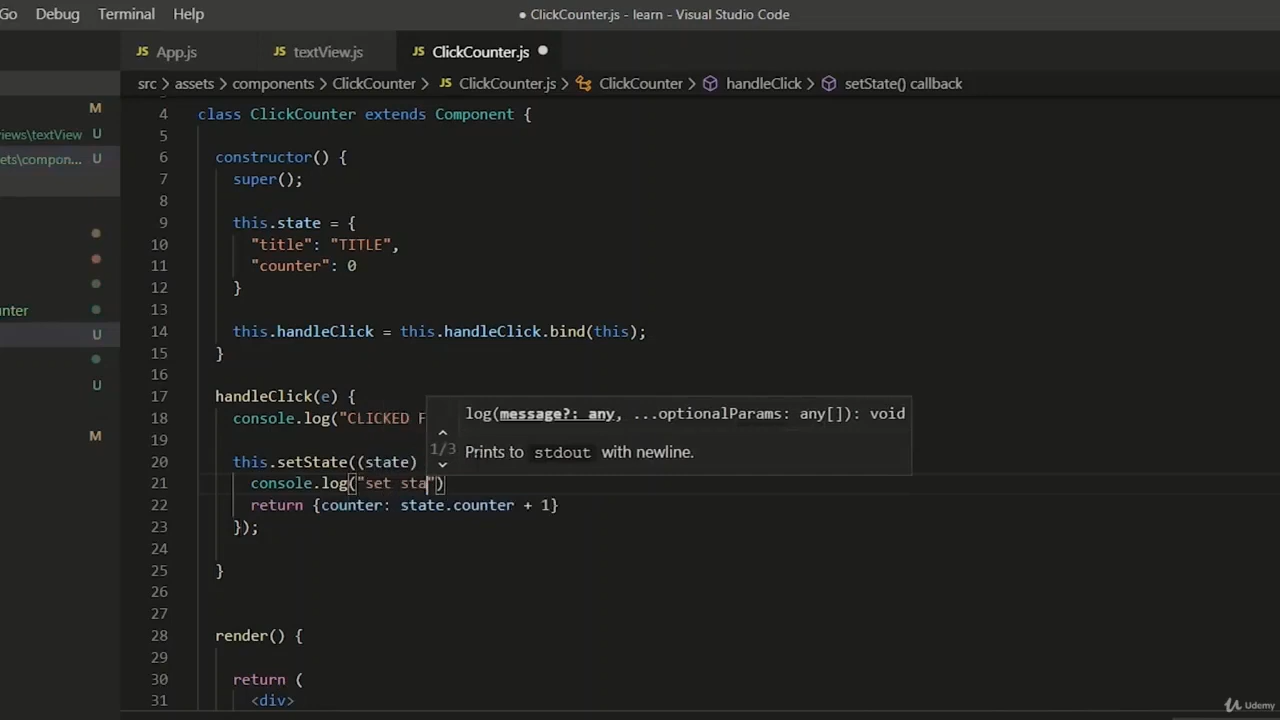 Go Debug Terminal Help
● ClickCounter.js - learn - Visual Studio Code
JS App.js JS textView.js JS ClickCounter.js ●
src > assets > components > ClickCounter > JS ClickCounter.js > ClickCounter > handleClick > setState() callback
M
iews\textView U
ets\compon... U
unter
U
U
M
4 class ClickCounter extends Component {
5
6 constructor() {
7 super();
8
9 this.state = {
10 "title": "TITLE",
11 "counter": 0
12 }
13
14 this.handleClick = this.handleClick.bind(this);
15 }
16
17 handleClick(e) {
18 console.log("CLICKED F
19
20 this.setState((state)
21 console.log("set sta")
22 return {counter: state.counter + 1}
23 });
24
25 }
26
27
28 render() {
29
30 return (
31 <div>
log(message?: any, ...optionalParams: any[]): void
1/3 Prints to stdout with newline.
Udemy